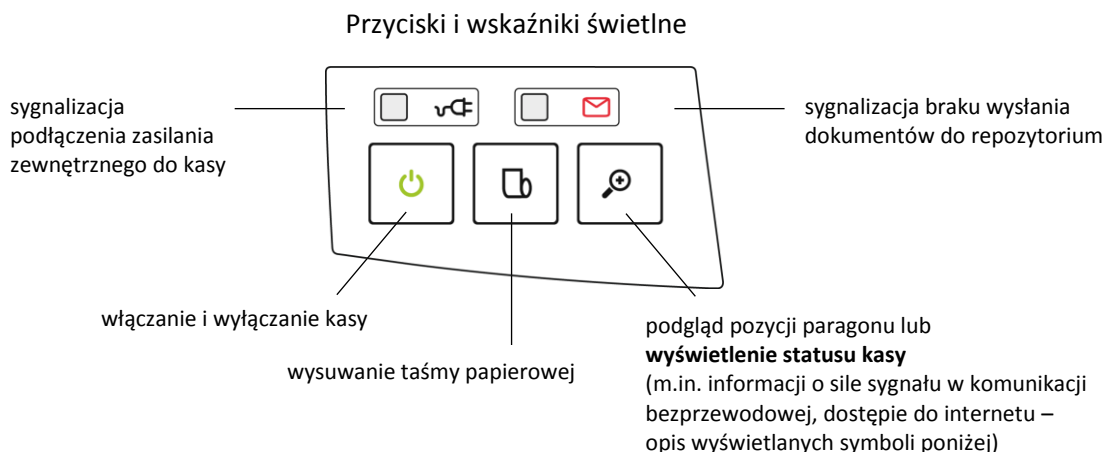 Przyciski i wskaźniki świetlne
sygnalizacja
podłączenia zasilania
zewnętrznego do kasy
sygnalizacja braku wysłania
dokumentów do repozytorium
włączanie i wyłączanie kasy
wysuwanie taśmy papierowej
podgląd pozycji paragonu lub
wyświetlenie statusu kasy
(m.in. informacji o sile sygnału w komunikacji
bezprzewodowej, dostępie do internetu –
opis wyświetlanych symboli poniżej)